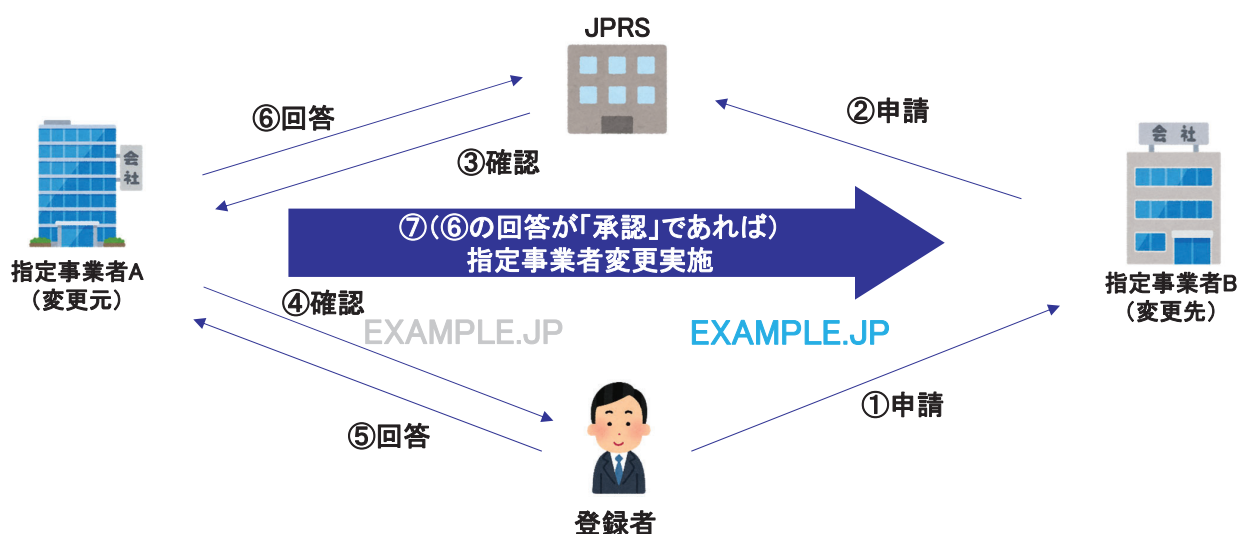 JPRS
⑥回答
②申請
③確認
会社
会社
⑦(⑥の回答が「承認」であれば)
指定事業者変更実施
指定事業者A
(変更元)
指定事業者B
(変更先)
④確認
EXAMPLE.JP
EXAMPLE.JP
①申請
⑤回答
登録者